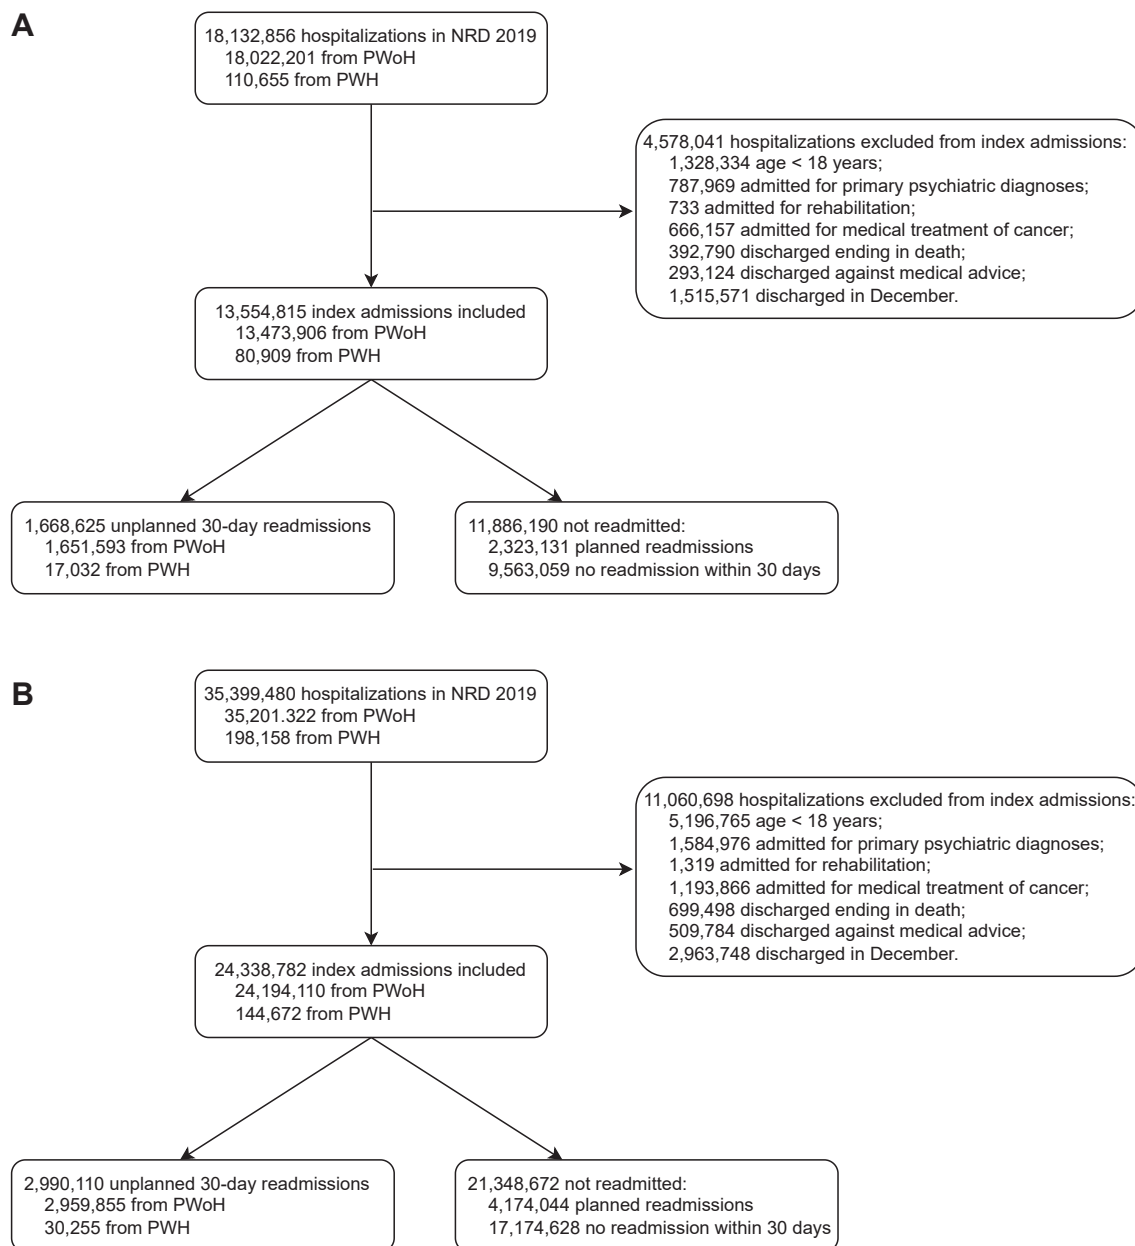 A
18,132,856 hospitalizations in NRD 2019
18,022,201 from PWoH
110,655 from PWH
4,578,041 hospitalizations excluded from index admissions:
1,328,334 age < 18 years;
787,969 admitted for primary psychiatric diagnoses;
733 admitted for rehabilitation;
666,157 admitted for medical treatment of cancer;
392,790 discharged ending in death;
293,124 discharged against medical advice;
1,515,571 discharged in December.
13,554,815 index admissions included
13,473,906 from PWoH
80,909 from PWH
1,668,625 unplanned 30-day readmissions
1,651,593 from PWoH
17,032 from PWH
11,886,190 not readmitted:
2,323,131 planned readmissions
9,563,059 no readmission within 30 days
B
35,399,480 hospitalizations in NRD 2019
35,201.322 from PWoH
198,158 from PWH
11,060,698 hospitalizations excluded from index admissions:
5,196,765 age < 18 years;
1,584,976 admitted for primary psychiatric diagnoses;
1,319 admitted for rehabilitation;
1,193,866 admitted for medical treatment of cancer;
699,498 discharged ending in death;
509,784 discharged against medical advice;
2,963,748 discharged in December.
24,338,782 index admissions included
24,194,110 from PWoH
144,672 from PWH
2,990,110 unplanned 30-day readmissions
2,959,855 from PWoH
30,255 from PWH
21,348,672 not readmitted:
4,174,044 planned readmissions
17,174,628 no readmission within 30 days